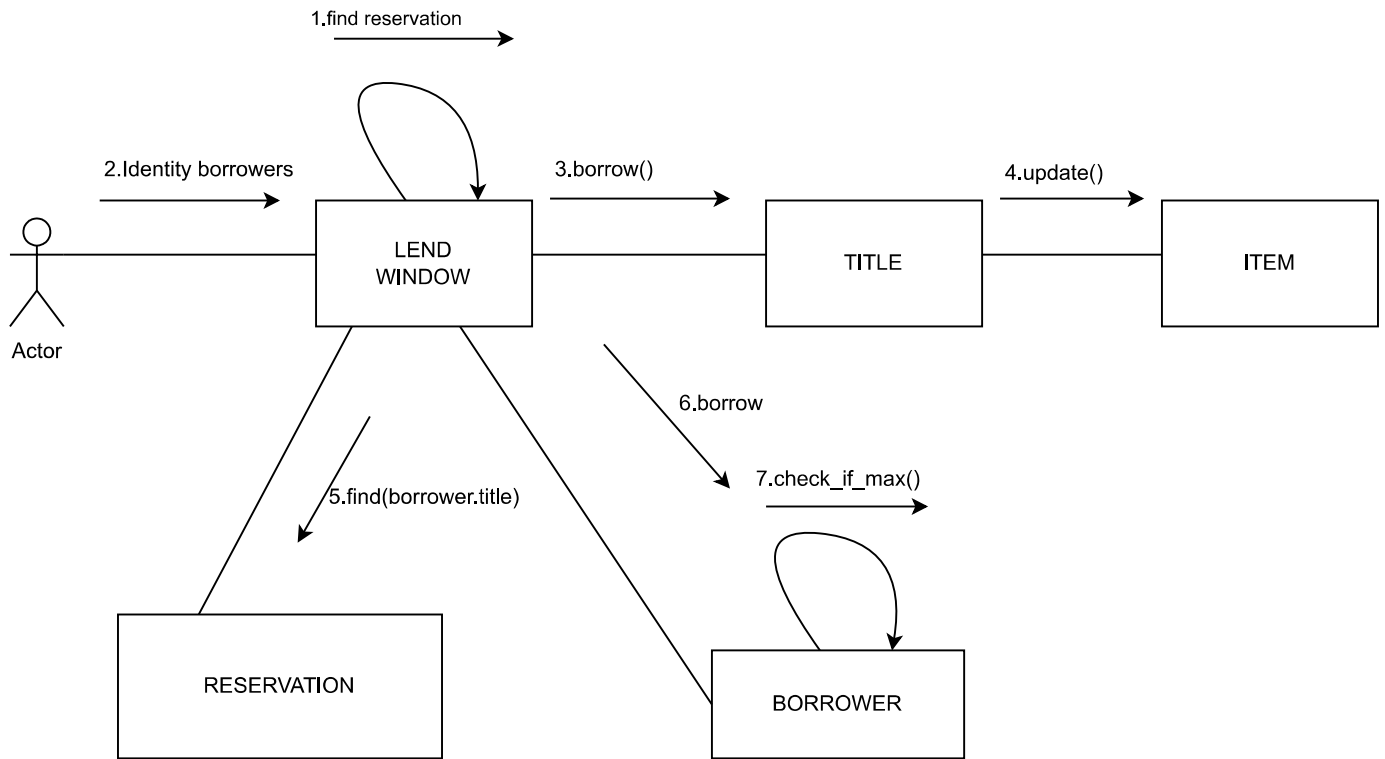 1.find reservation
2.Identity borrowers
3.borrow()
4.update()
LEND
WINDOW
TITLE
ITEM
Actor
6.borrow
7.check_if_max()
5.find(borrower.title)
RESERVATION
BORROWER